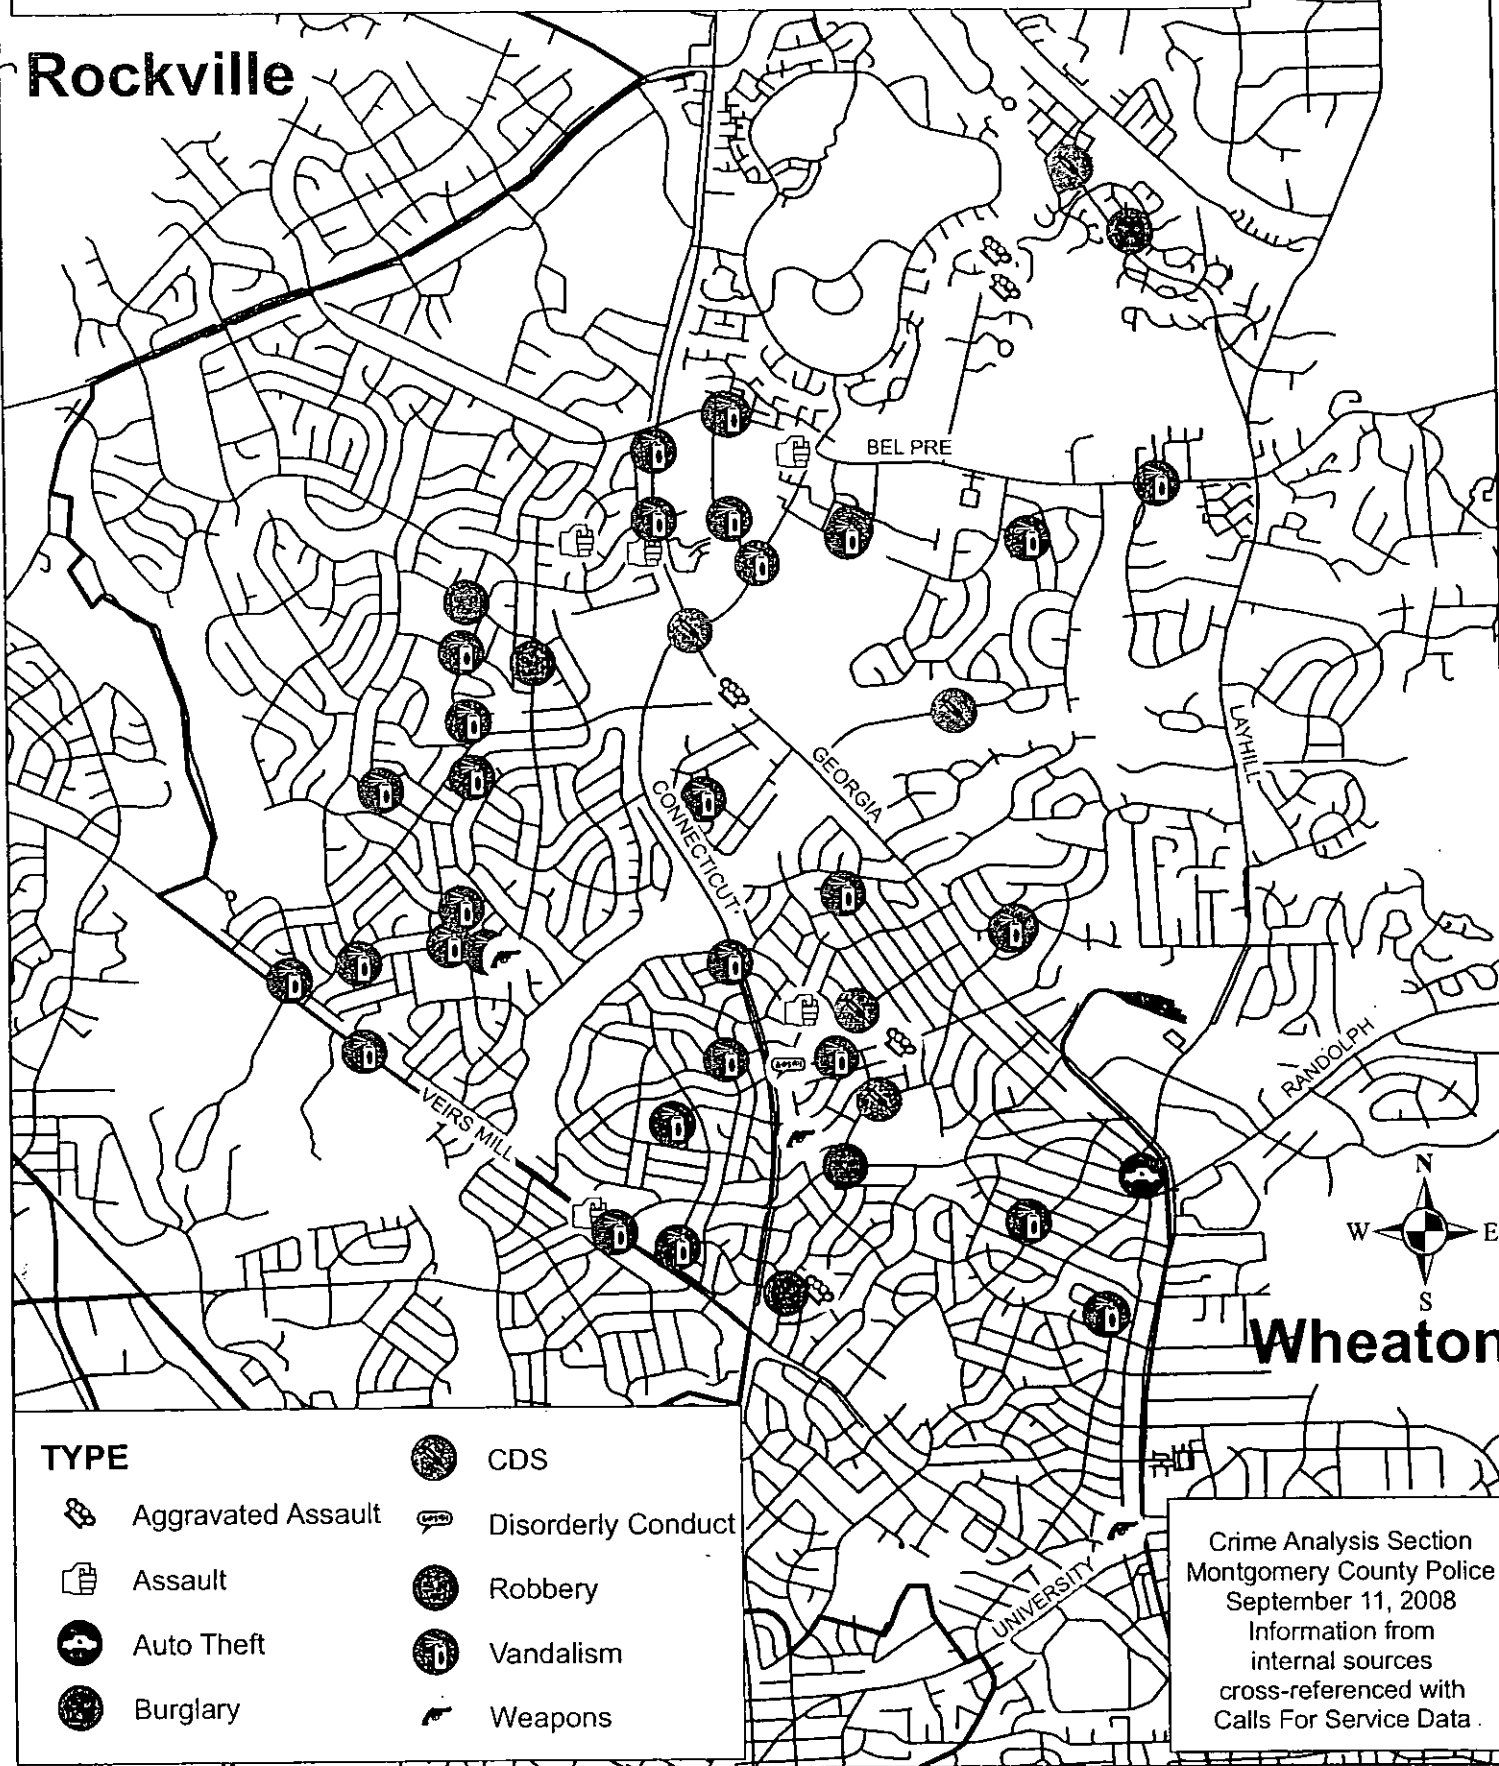 Rockville
BEL PRE
LAYHILL
GEORGIA
CONNECTICUT
RANDOLPH
VEIRS MILL
N
W
E
S
Wheaton
UNIVERSITY
TYPE
Aggravated Assault
Assault
Auto Theft
Burglary
CDS
Disorderly Conduct
Robbery
Vandalism
Weapons
Crime Analysis Section
Montgomery County Police
September 11, 2008
Information from
internal sources
cross-referenced with
Calls For Service Data